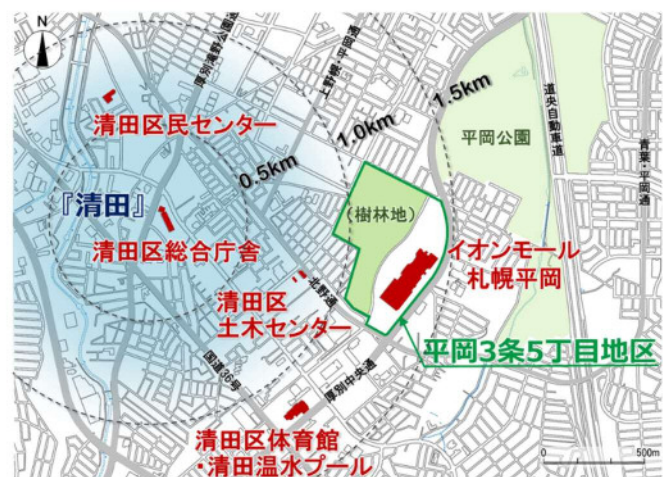 N
厚別滝野公園通
上野幌・平岡通
1.5km
1.0km
0.5km
清田区民センター
平岡公園
道央自動車道
青葉・平岡通
『清田』
(樹林地)
清田区総合庁舎
イオンモール
札幌平岡
北野通
清田区
土木センター
平岡3条5丁目地区
国道36号
厚別中央通
清田区体育館
・清田温水プール
0
500m